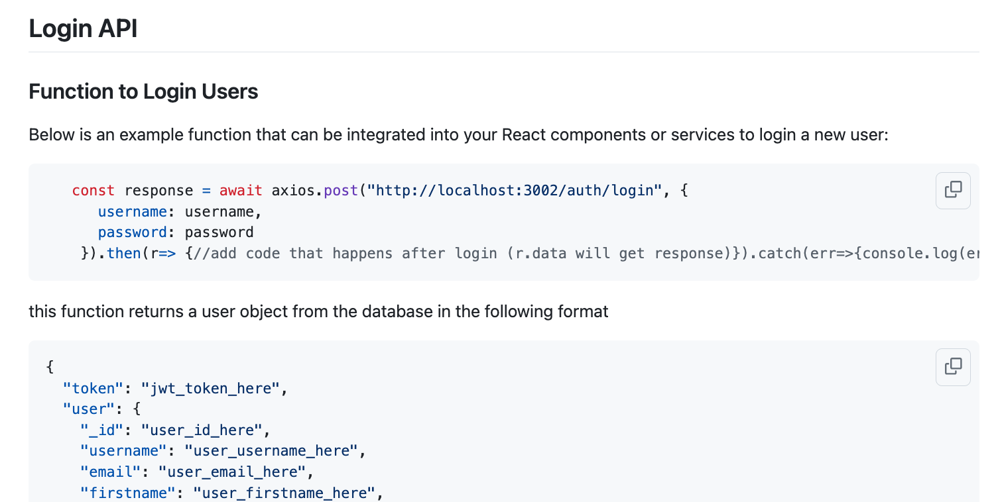 Login API
Function to Login Users
Below is an example function that can be integrated into your React components or services to login a new user:
const response = await axios.post("http://localhost:3002/auth/login", {
username: username,
password: password
}).then(r=> {//add code that happens after login (r.data will get response)}).catch(err=>{console.log(er
this function returns a user object from the database in the following format
{
"token": "jwt_token_here",
"user": {
"_id": "user_id_here",
"username": "user_username_here",
"email": "user_email_here",
"firstname": "user_firstname_here",